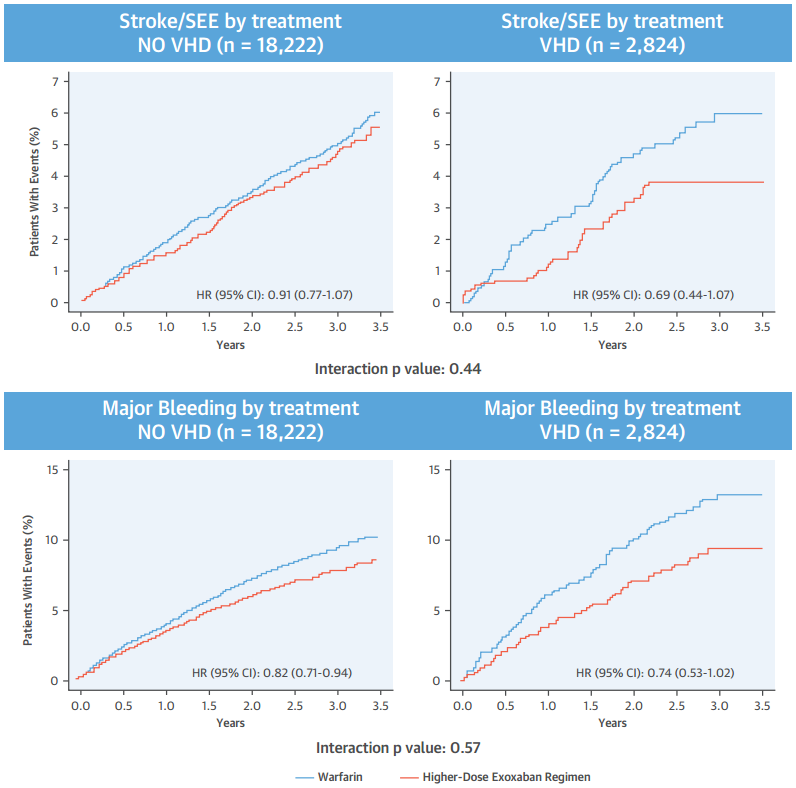 Stroke/SEE by treatment
NO VHD (n = 18,222)
Stroke/SEE by treatment
VHD (n = 2,824)
Patients With Events (%)
7
6
5
4
3
2
1
0
HR (95% CI): 0.91 (0.77-1.07)
0.0 0.5 1.0 1.5 2.0 2.5 3.0 3.5
Years
7
6
5
4
3
2
1
0
HR (95% CI): 0.69 (0.44-1.07)
0.0 0.5 1.0 1.5 2.0 2.5 3.0 3.5
Years
Interaction p value: 0.44
Major Bleeding by treatment
NO VHD (n = 18,222)
Major Bleeding by treatment
VHD (n = 2,824)
Patients With Events (%)
15
10
5
0
HR (95% CI): 0.82 (0.71-0.94)
0.0 0.5 1.0 1.5 2.0 2.5 3.0 3.5
Years
15
10
5
0
HR (95% CI): 0.74 (0.53-1.02)
0.0 0.5 1.0 1.5 2.0 2.5 3.0 3.5
Years
Interaction p value: 0.57
Warfarin
Higher-Dose Exoxaban Regimen